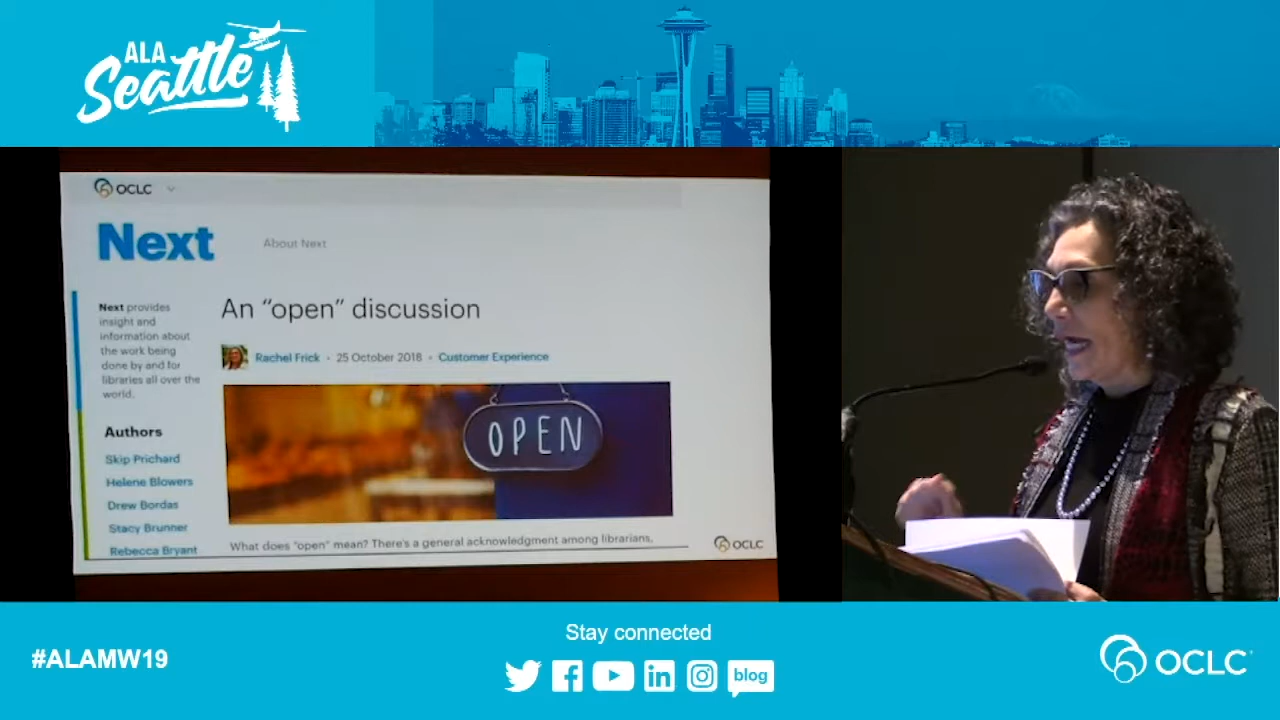 ALA
Seattle
OCLC
Next
About Next
Next provides
insight and
information about
the work being
done by and for
libraries all over the
world.
Authors
Skip Prichard
Helene Blowers
Drew Bordas
Stacy Brunner
Rebecca Bryant
An “open” discussion
Rachel Frick • 25 October 2018 • Customer Experience
OPEN
What does “open” mean? There’s a general acknowledgment among librarians,
OCLC
#ALAMW19
Stay connected
in
blog
OCLC